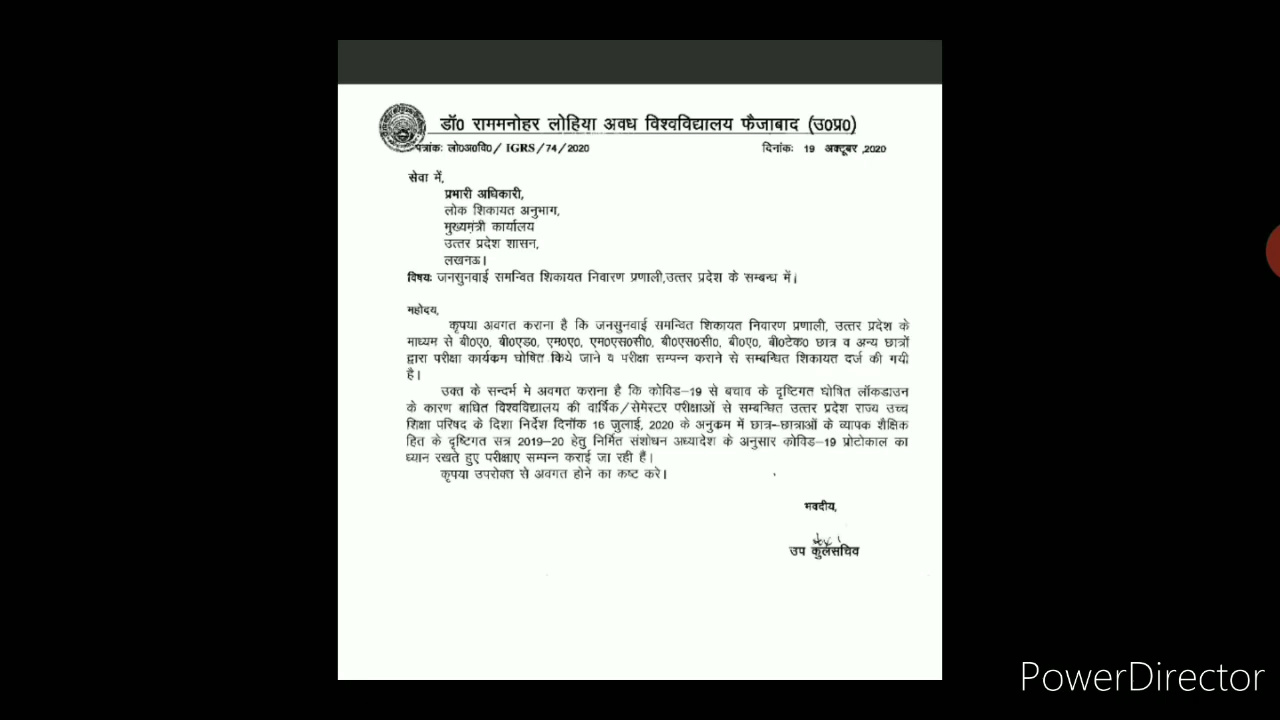 डॉ0 राममनोहर लोहिया अवध विश्वविद्यालय फैजाबाद (उ0प्र0)
पत्रांकः लो0अ0वि0/ IGRS/74/2020 दिनांकः 19 अक्टूबर ,2020
सेवा में,
प्रभारी अधिकारी,
लोक शिकायत अनुभाग,
मुख्यमंत्री कार्यालय
उत्तर प्रदेश शासन,
लखनऊ।
विषयः जनसुनवाई समन्वित शिकायत निवारण प्रणाली,उत्तर प्रदेश के सम्बन्ध में।
महोदय,
कृपया अवगत कराना है कि जनसुनवाई समन्वित शिकायत निवारण प्रणाली, उत्तर प्रदेश के
माध्यम से बी0ए0, बी0एड0, एम0ए0, एम0एस0सी0, बी0एस0सी0, बी0ए0, बी0टेक0 छात्र व अन्य छात्रों
द्वारा परीक्षा कार्यक्रम घोषित किये जाने व परीक्षा सम्पन्न कराने से सम्बन्धित शिकायत दर्ज की गयी
है।
उक्त के सन्दर्भ मे अवगत कराना है कि कोविड-19 से बचाव के दृष्टिगत घोषित लॉकडाउन
के कारण बाधित विश्वविद्यालय की वार्षिक/सेमेस्टर परीक्षाओं से सम्बन्धित उत्तर प्रदेश राज्य उच्च
शिक्षा परिषद के दिशा निर्देश दिनॉक 16 जुलाई, 2020 के अनुक्रम में छात्र-छात्राओं के व्यापक शैक्षिक
हित के दृष्टिगत सत्र 2019-20 हेतु निर्मित संशोधन अध्यादेश के अनुसार कोविड-19 प्रोटोकाल का
ध्यान रखते हुए परीक्षाए सम्पन्न कराई जा रही हैं।
कृपया उपरोक्त से अवगत होने का कष्ट करे।
भवदीय,
उप कुलसचिव
PowerDirector